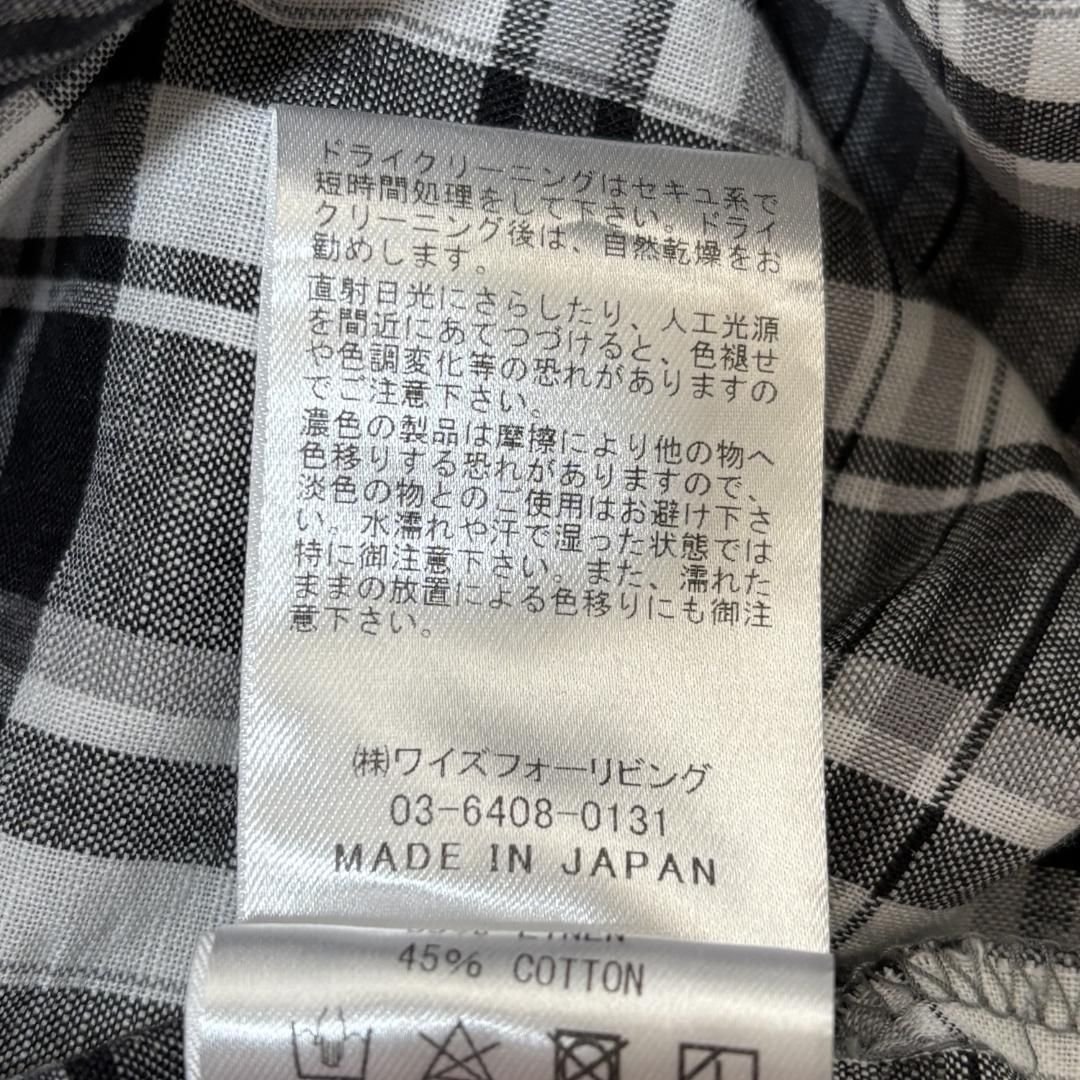 ドライクリーニングはセキュ系で
短時間処理をして下さい。ドライ
クリーニング後は、自然乾燥をお
勧めします。
直射日光にさらしたり、人工光源
を間近にあてつづけると、色褪せ
や色調変化等の恐れがありますの
でご注意下さい。
濃色の製品は摩擦により他の物へ
色移りする恐れがありますので、
淡色の物とのご使用はお避け下さ
い。水濡れや汗で湿った状態では
特に御注意下さい。また、濡れた
ままの放置による色移りにも御注
意下さい。
㈱ワイズフォーリビング
03-6408-0131
MADE IN JAPAN
LINEN
45% COTTON